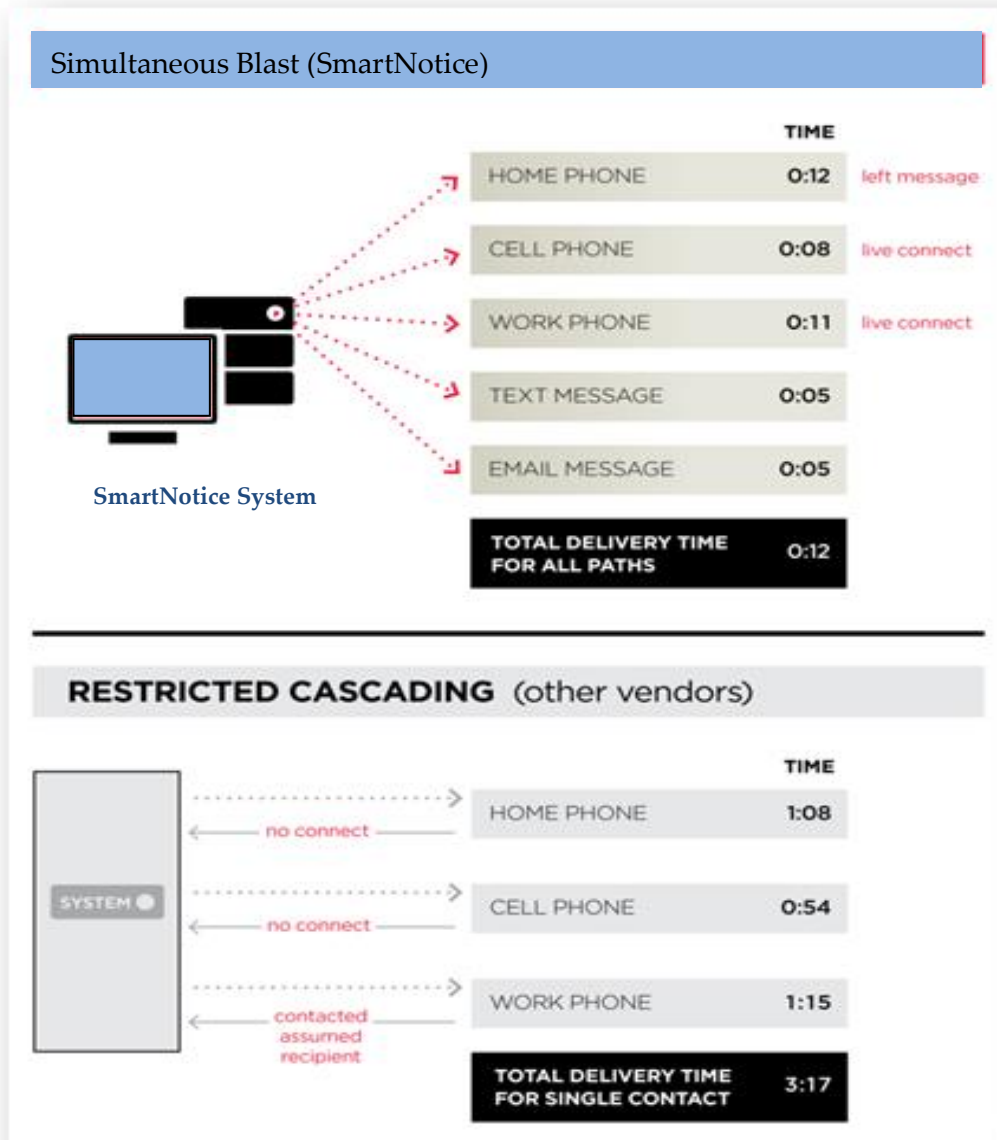 Simultaneous Blast (SmartNotice)
TIME
HOME PHONE 0:12 left message
CELL PHONE 0:08 live connect
WORK PHONE 0:11 live connect
TEXT MESSAGE 0:05
EMAIL MESSAGE 0:05
SmartNotice System
TOTAL DELIVERY TIME
FOR ALL PATHS 0:12
RESTRICTED CASCADING (other vendors)
TIME
HOME PHONE 1:08
no connect
SYSTEM
CELL PHONE 0:54
no connect
WORK PHONE 1:15
contacted
assumed
recipient
TOTAL DELIVERY TIME
FOR SINGLE CONTACT 3:17